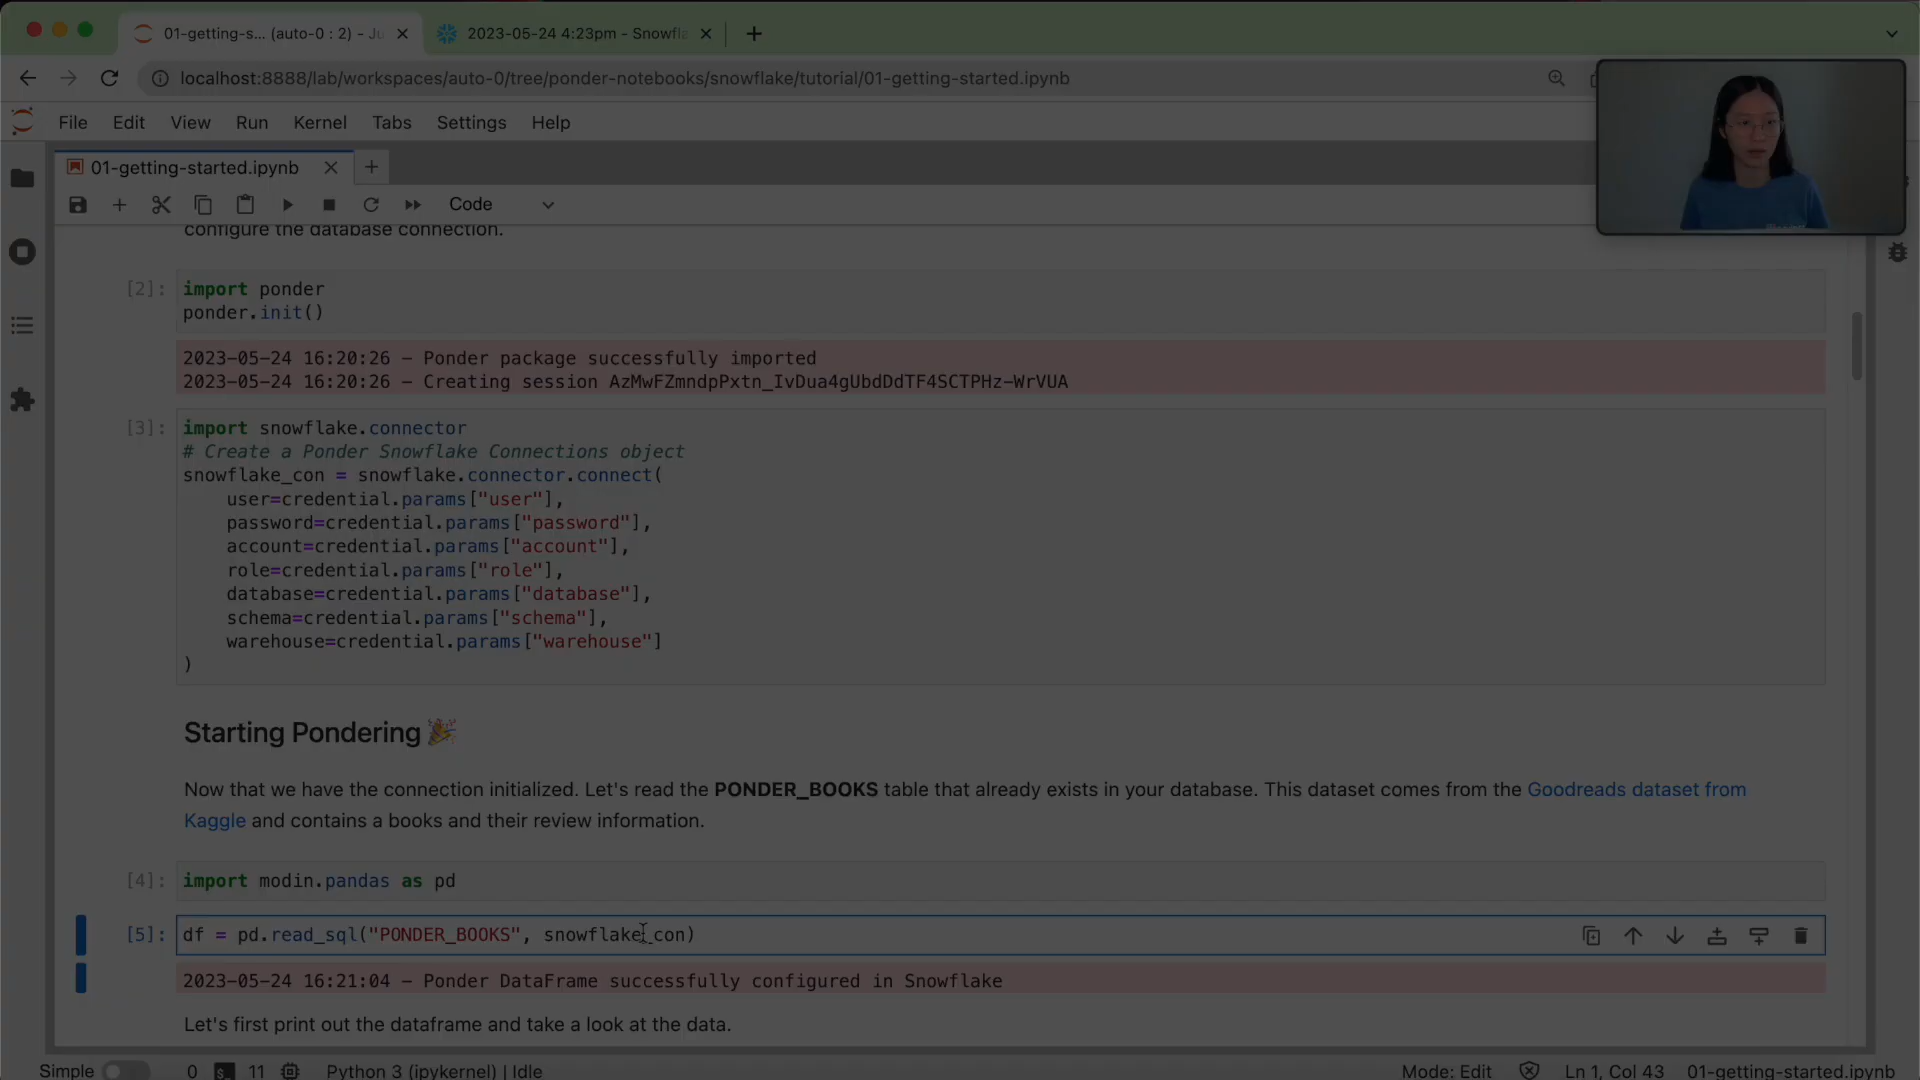 01-getting-s... (auto-0 : 2) - Ju
2023-05-24 4:23pm - Snowfla
localhost:8888/lab/workspaces/auto-0/tree/ponder-notebooks/snowflake/tutorial/01-getting-started.ipynb
File Edit View Run Kernel Tabs Settings Help
01-getting-started.ipynb
Code
configure the database connection.
[2]: import ponder
ponder.init()
2023-05-24 16:20:26 - Ponder package successfully imported
2023-05-24 16:20:26 - Creating session AzMwFZmndpPxtn_IvDua4gUbdDdTF4SCTPHz-WrVUA
[3]: import snowflake.connector
# Create a Ponder Snowflake Connections object
snowflake_con = snowflake.connector.connect(
user=credential.params["user"],
password=credential.params["password"],
account=credential.params["account"],
role=credential.params["role"],
database=credential.params["database"],
schema=credential.params["schema"],
warehouse=credential.params["warehouse"]
)
Starting Pondering 🎉
Now that we have the connection initialized. Let's read the PONDER_BOOKS table that already exists in your database. This dataset comes from the Goodreads dataset from
Kaggle and contains a books and their review information.
[4]: import modin.pandas as pd
[5]: df = pd.read_sql("PONDER_BOOKS", snowflake_con)
2023-05-24 16:21:04 - Ponder DataFrame successfully configured in Snowflake
Let's first print out the dataframe and take a look at the data.
Simple 0 $_ 11 Python 3 (ipykernel) | Idle Mode: Edit Ln 1, Col 43 01-getting-started.ipynb